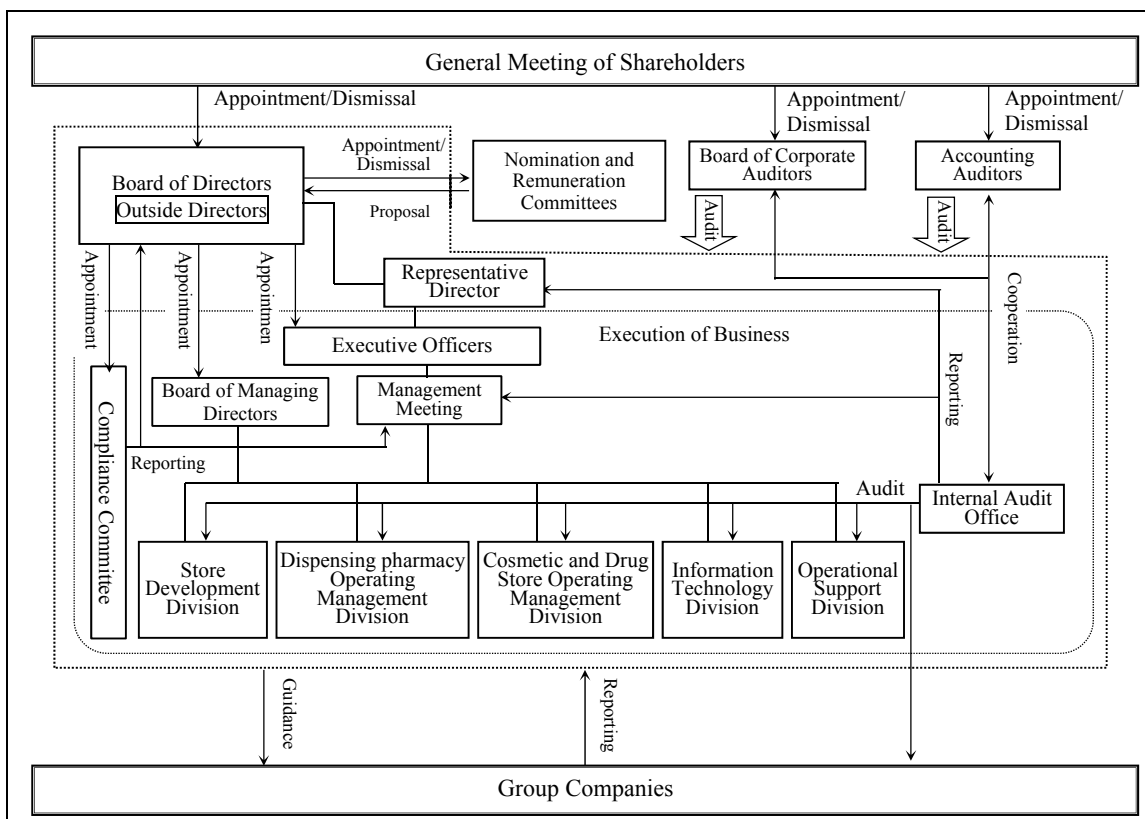 General Meeting of Shareholders
Appointment/Dismissal
Appointment/
Dismissal
Appointment/
Dismissal
Appointment/
Dismissal
Board of Directors
Outside Directors
Proposal
Nomination and
Remuneration
Committees
Board of Corporate
Auditors
Accounting
Auditors
Audit
Audit
Appointment
Appointment
Appointmen
Representative
Director
Cooperation
Execution of Business
Executive Officers
Reporting
Board of Managing
Directors
Management
Meeting
Compliance Committee
Reporting
Audit
Internal Audit
Office
Store
Development
Division
Dispensing pharmacy
Operating
Management
Division
Cosmetic and Drug
Store Operating
Management
Division
Information
Technology
Division
Operational
Support
Division
Guidance
Reporting
Group Companies